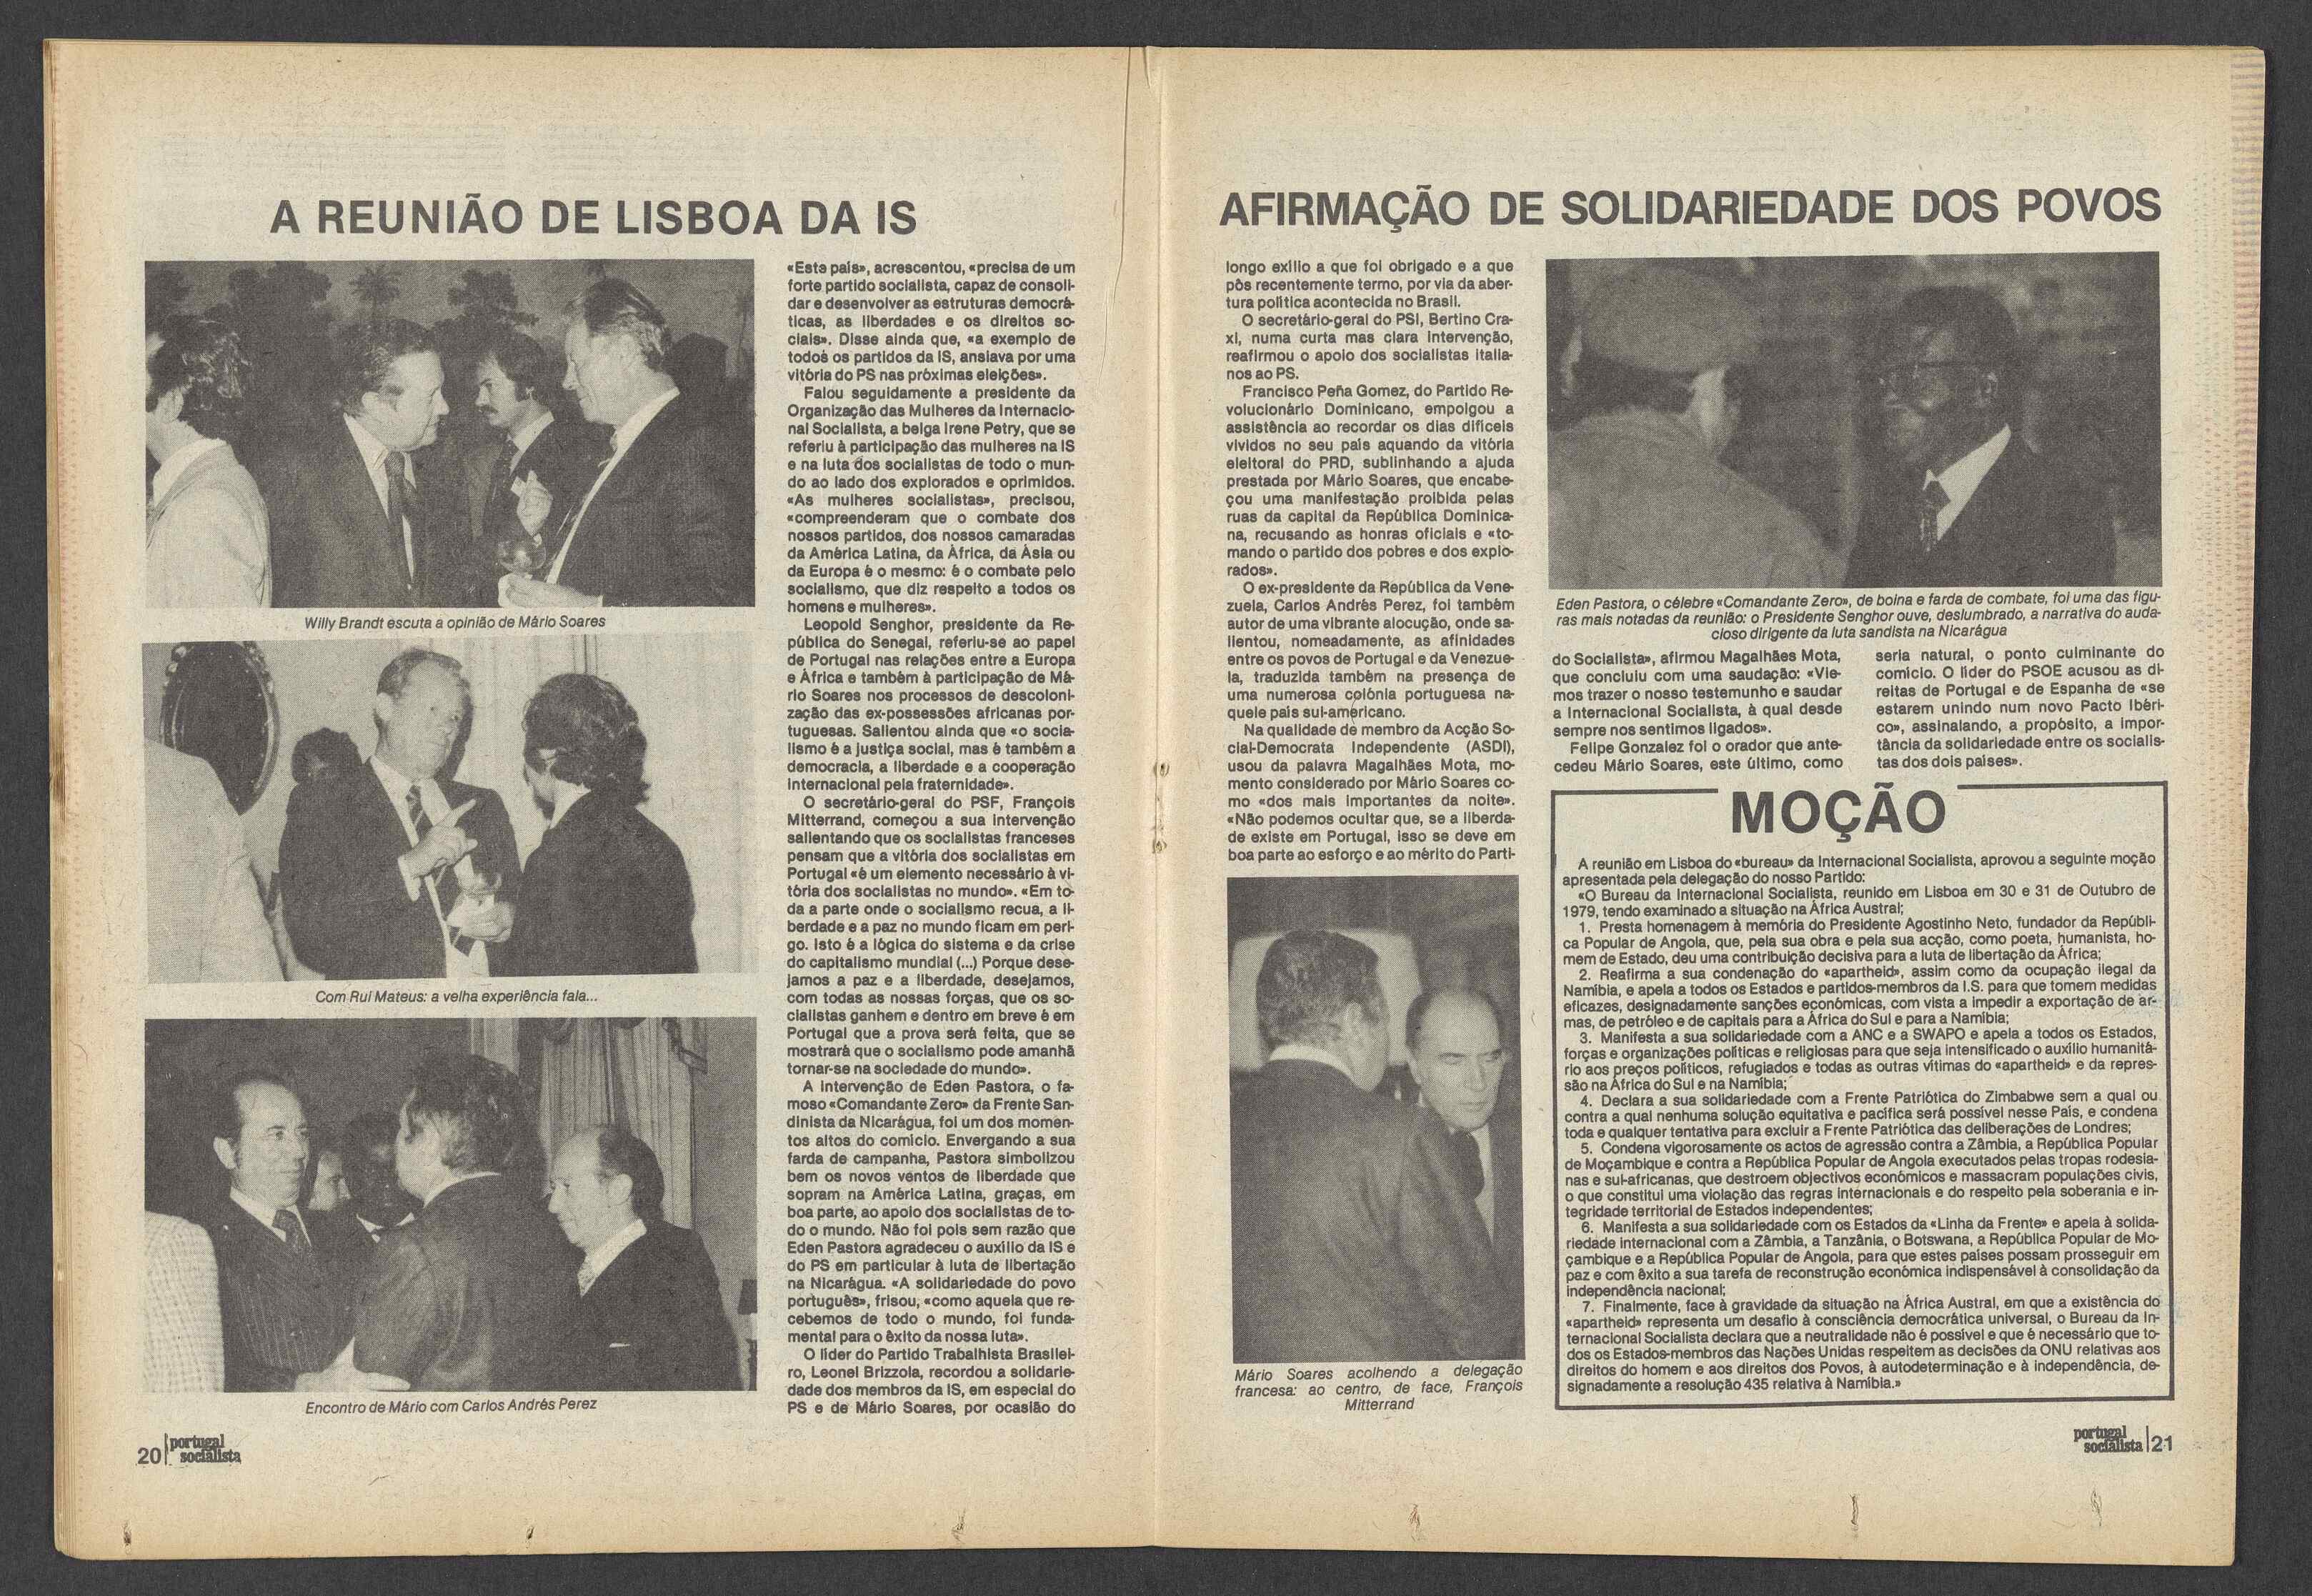 A REUNIÃO DE LISBOA DA IS
Willy Brandt escuta a opinião de Mário Soares
Com Rui Mateus: a velha experiência fala...
Encontro de Mário com Carlos Andrés Perez
«Este país», acrescentou, «precisa de um
forte partido socialista, capaz de consoli-
dar e desenvolver as estruturas democrá-
ticas, as liberdades e os direitos so-
ciais». Disse ainda que, «a exemplo de
todos os partidos da IS, ansiava por uma
vitória do PS nas próximas eleições».
Falou seguidamente a presidente da
Organização das Mulheres da Internacio-
nal Socialista, a belga Irene Petry, que se
referiu à participação das mulheres na IS
e na luta dos socialistas de todo o mun-
do ao lado dos explorados e oprimidos.
«As mulheres socialistas», precisou,
«compreenderam que o combate dos
nossos partidos, dos nossos camaradas
da América Latina, da África, da Ásia ou
da Europa é o mesmo: é o combate pelo
socialismo, que diz respeito a todos os
homens e mulheres».
Leopold Senghor, presidente da Re-
pública do Senegal, referiu-se ao papel
de Portugal nas relações entre a Europa
e África e também à participação de Má-
rio Soares nos processos de descoloni-
zação das ex-possessões africanas por-
tuguesas. Salientou ainda que «o socia-
lismo é a justiça social, mas é também a
democracia, a liberdade e a cooperação
internacional pela fraternidade».
O secretário-geral do PSF, François
Mitterrand, começou a sua intervenção
salientando que os socialistas franceses
pensam que a vitória dos socialistas em
Portugal «é um elemento necessário à vi-
tória dos socialistas no mundo». «Em to-
da a parte onde o socialismo recua, a li-
berdade e a paz no mundo ficam em peri-
go. Isto é a lógica do sistema e da crise
do capitalismo mundial (...) Porque dese-
jamos a paz e a liberdade, desejamos,
com todas as nossas forças, que os so-
cialistas ganhem e dentro em breve é em
Portugal que a prova será feita, que se
mostrará que o socialismo pode amanhã
tornar-se na sociedade do mundo».
A intervenção de Eden Pastora, o fa-
moso «Comandante Zero» da Frente San-
dinista da Nicarágua, foi um dos momen-
tos altos do comício. Envergando a sua
farda de campanha, Pastora simbolizou
bem os novos ventos de liberdade que
sopram na América Latina, graças, em
boa parte, ao apoio dos socialistas de to-
do o mundo. Não foi pois sem razão que
Eden Pastora agradeceu o auxílio da IS e
do PS em particular à luta de libertação
na Nicarágua. «A solidariedade do povo
português», frisou, «como aquela que re-
cebemos de todo o mundo, foi funda-
mental para o êxito da nossa luta».
O líder do Partido Trabalhista Brasilei-
ro, Leonel Brizzola, recordou a solidarie-
dade dos membros da IS, em especial do
PS e de Mário Soares, por ocasião do
20 portugal
socialista
AFIRMAÇÃO DE SOLIDARIEDADE DOS POVOS
longo exílio a que foi obrigado e a que
pôs recentemente termo, por via da aber-
tura política acontecida no Brasil.
O secretário-geral do PSI, Bertino Cra-
xi, numa curta mas clara intervenção,
reafirmou o apoio dos socialistas italia-
nos ao PS.
Francisco Peña Gomez, do Partido Re-
volucionário Dominicano, empolgou a
assistência ao recordar os dias difíceis
vividos no seu país aquando da vitória
eleitoral do PRD, sublinhando a ajuda
prestada por Mário Soares, que encabe-
çou uma manifestação proibida pelas
ruas da capital da República Dominica-
na, recusando as honras oficiais e «to-
mando o partido dos pobres e dos explo-
rados».
O ex-presidente da República da Vene-
zuela, Carlos Andrés Perez, foi também
autor de uma vibrante alocução, onde sa-
lientou, nomeadamente, as afinidades
entre os povos de Portugal e da Venezue-
la, traduzida também na presença de
uma numerosa colónia portuguesa na-
quele país sul-americano.
Na qualidade de membro da Acção So-
cial-Democrata Independente (ASDI),
usou da palavra Magalhães Mota, mo-
mento considerado por Mário Soares co-
mo «dos mais importantes da noite».
«Não podemos ocultar que, se a liberda-
de existe em Portugal, isso se deve em
boa parte ao esforço e ao mérito do Parti-
Mário Soares acolhendo a delegação
francesa: ao centro, de face, François
Mitterrand
Eden Pastora, o célebre «Comandante Zero», de boina e farda de combate, foi uma das figu-
ras mais notadas da reunião: o Presidente Senghor ouve, deslumbrado, a narrativa do auda-
cioso dirigente da luta sandista na Nicarágua
do Socialista», afirmou Magalhães Mota,
que concluiu com uma saudação: «Vie-
mos trazer o nosso testemunho e saudar
a Internacional Socialista, à qual desde
sempre nos sentimos ligados».
Felipe Gonzalez foi o orador que ante-
cedeu Mário Soares, este último, como
seria natural, o ponto culminante do
comício. O líder do PSOE acusou as di-
reitas de Portugal e de Espanha de «se
estarem unindo num novo Pacto Ibéri-
co», assinalando, a propósito, a impor-
tância da solidariedade entre os socialis-
tas dos dois países».
MOÇÃO
A reunião em Lisboa do «bureau» da Internacional Socialista, aprovou a seguinte moção
apresentada pela delegação do nosso Partido:
«O Bureau da Internacional Socialista, reunido em Lisboa em 30 e 31 de Outubro de
1979, tendo examinado a situação na África Austral;
1. Presta homenagem à memória do Presidente Agostinho Neto, fundador da Repúbli-
ca Popular de Angola, que, pela sua obra e pela sua acção, como poeta, humanista, ho-
mem de Estado, deu uma contribuição decisiva para a luta de libertação da África;
2. Reafirma a sua condenação do «apartheid», assim como da ocupação ilegal da
Namíbia, e apela a todos os Estados e partidos-membros da I.S. para que tomem medidas
eficazes, designadamente sanções económicas, com vista a impedir a exportação de ar-
mas, de petróleo e de capitais para a África do Sul e para a Namíbia;
3. Manifesta a sua solidariedade com a ANC e a SWAPO e apela a todos os Estados,
forças e organizações políticas e religiosas para que seja intensificado o auxílio humanitá-
rio aos preços políticos, refugiados e todas as outras vítimas do «apartheid» e da repres-
são na África do Sul e na Namíbia;
4. Declara a sua solidariedade com a Frente Patriótica do Zimbabwe sem a qual ou
contra a qual nenhuma solução equitativa e pacífica será possível nesse País, e condena
toda e qualquer tentativa para excluir a Frente Patriótica das deliberações de Londres;
5. Condena vigorosamente os actos de agressão contra a Zâmbia, a República Popular
de Moçambique e contra a República Popular de Angola executados pelas tropas rodesia-
nas e sul-africanas, que destroem objectivos económicos e massacram populações civis,
o que constitui uma violação das regras internacionais e do respeito pela soberania e in-
tegridade territorial de Estados independentes;
6. Manifesta a sua solidariedade com os Estados da «Linha da Frente» e apela à solida-
riedade internacional com a Zâmbia, a Tanzânia, o Botswana, a República Popular de Mo-
çambique e a República Popular de Angola, para que estes países possam prosseguir em
paz e com êxito a sua tarefa de reconstrução económica indispensável à consolidação da
independência nacional;
7. Finalmente, face à gravidade da situação na África Austral, em que a existência do
«apartheid» representa um desafio à consciência democrática universal, o Bureau da In-
ternacional Socialista declara que a neutralidade não é possível e que é necessário que to-
dos os Estados-membros das Nações Unidas respeitem as decisões da ONU relativas aos
direitos do homem e aos direitos dos Povos, à autodeterminação e à independência, de-
signadamente a resolução 435 relativa à Namíbia.»
portugal
socialista 21